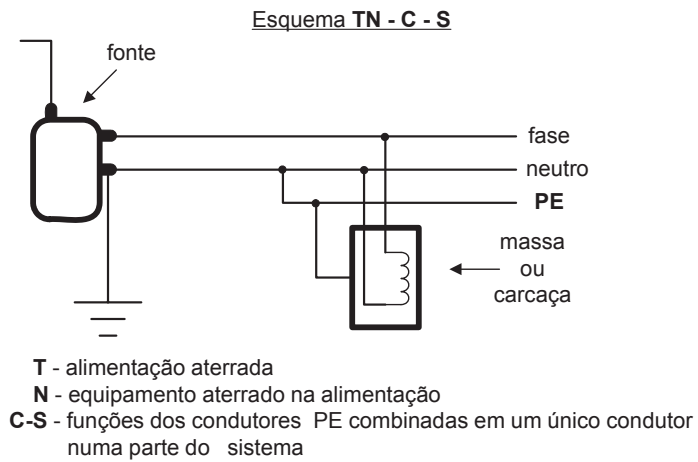 Esquema TN - C - S
fonte
fase
neutro
PE
massa
ou
carcaça
T - alimentação aterrada
N - equipamento aterrado na alimentação
C-S - funções dos condutores PE combinadas em um único condutor
numa parte do sistema